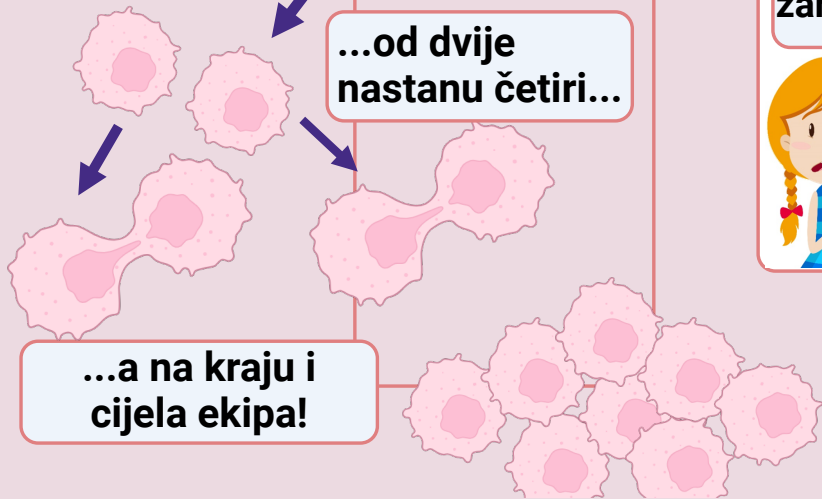 ...od dvije
nastanu četiri...
...a na kraju i
cijela ekipa!